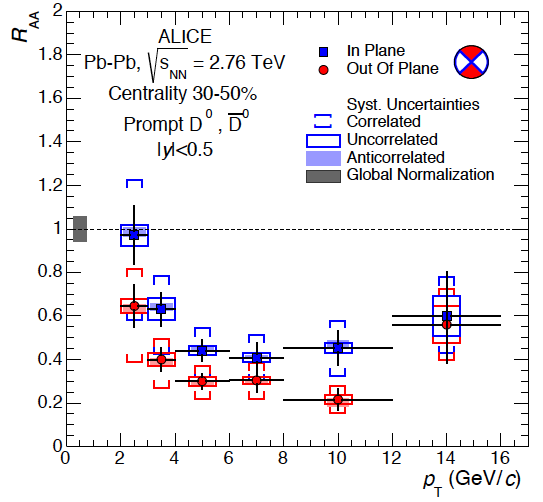 R_AA
2
1.8
1.6
1.4
1.2
1
0.8
0.6
0.4
0.2
0
ALICE
Pb-Pb, √s_NN = 2.76 TeV
Centrality 30-50%
Prompt D⁰ , D̅⁰
|y|<0.5
In Plane
Out Of Plane
Syst. Uncertainties
Correlated
Uncorrelated
Anticorrelated
Global Normalization
0 2 4 6 8 10 12 14 16
p_T (GeV/c)